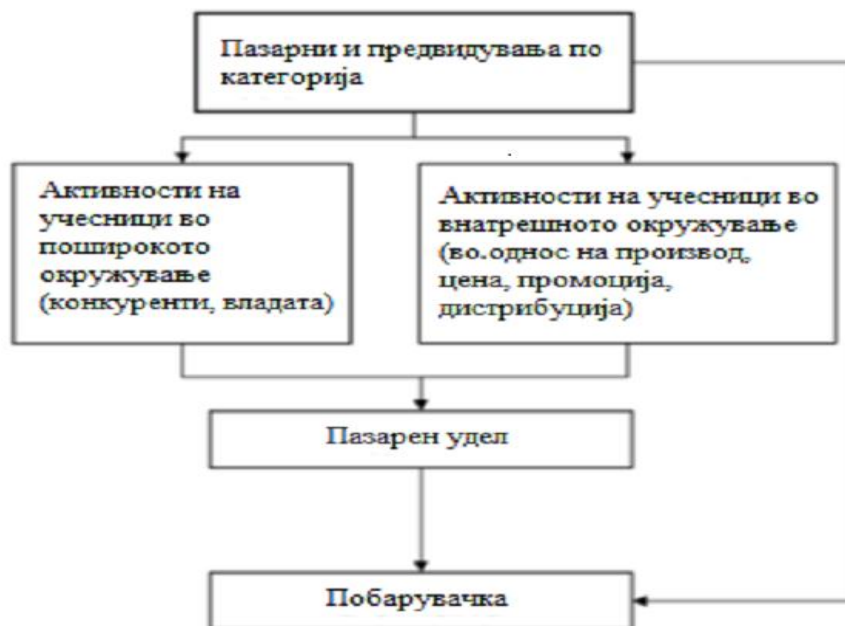 Пазарни и предвидувања по
категорија
Активности на
учесници во
поширокото
окружување
(конкуренти, владата)
Активности на учесници во
внатрешното окружување
(во.однос на производ,
цена, промоција,
дистрибуција)
Пазарен удел
Побарувачка